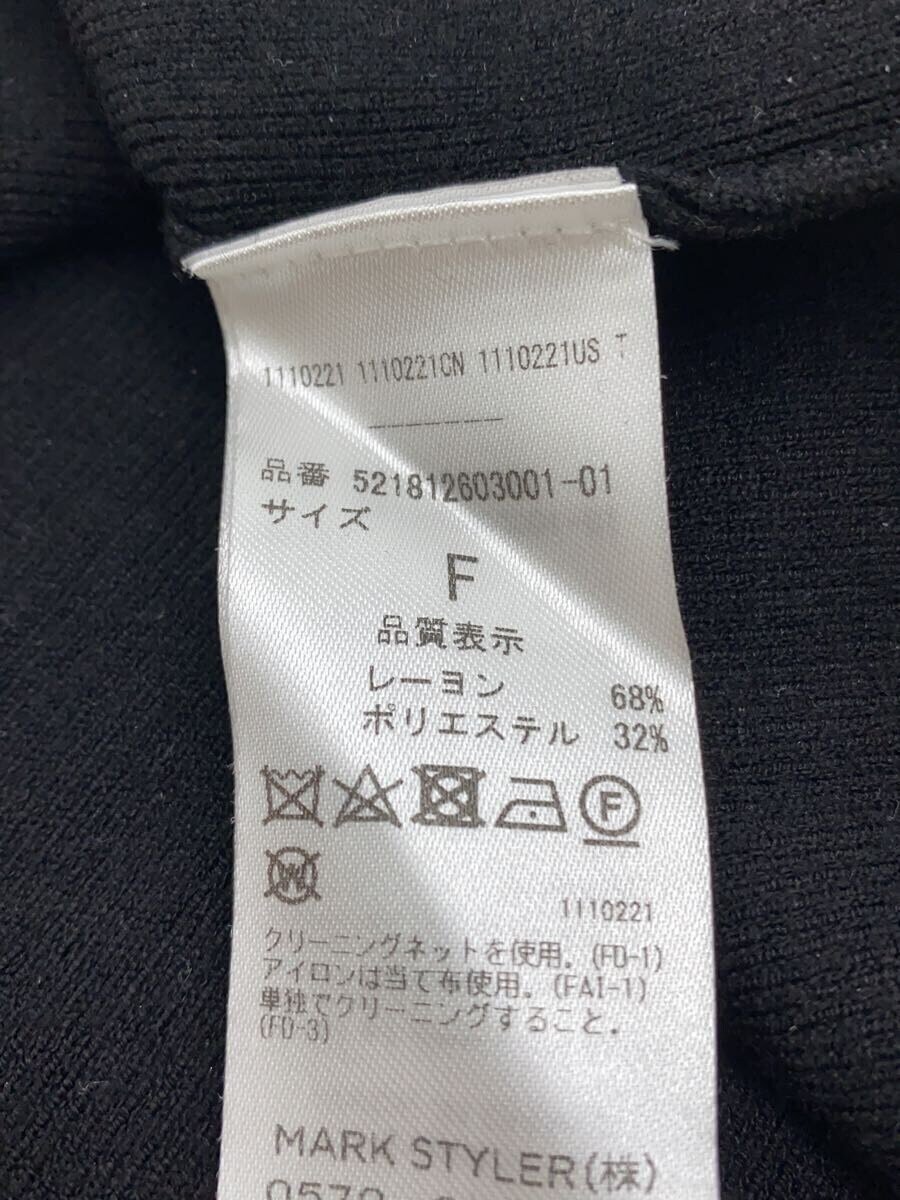 1110221 1110221CN 1110221US T
-------
品番 521812603001-01
サイズ
F
品質表示
レーヨン 68%
ポリエステル 32%
F
W
1110221
クリーニングネットを使用。(FD-1)
アイロンは当て布使用。(FAI-1)
単独でクリーニングすること。
(FD-3)
MARK STYLER(株)
0570